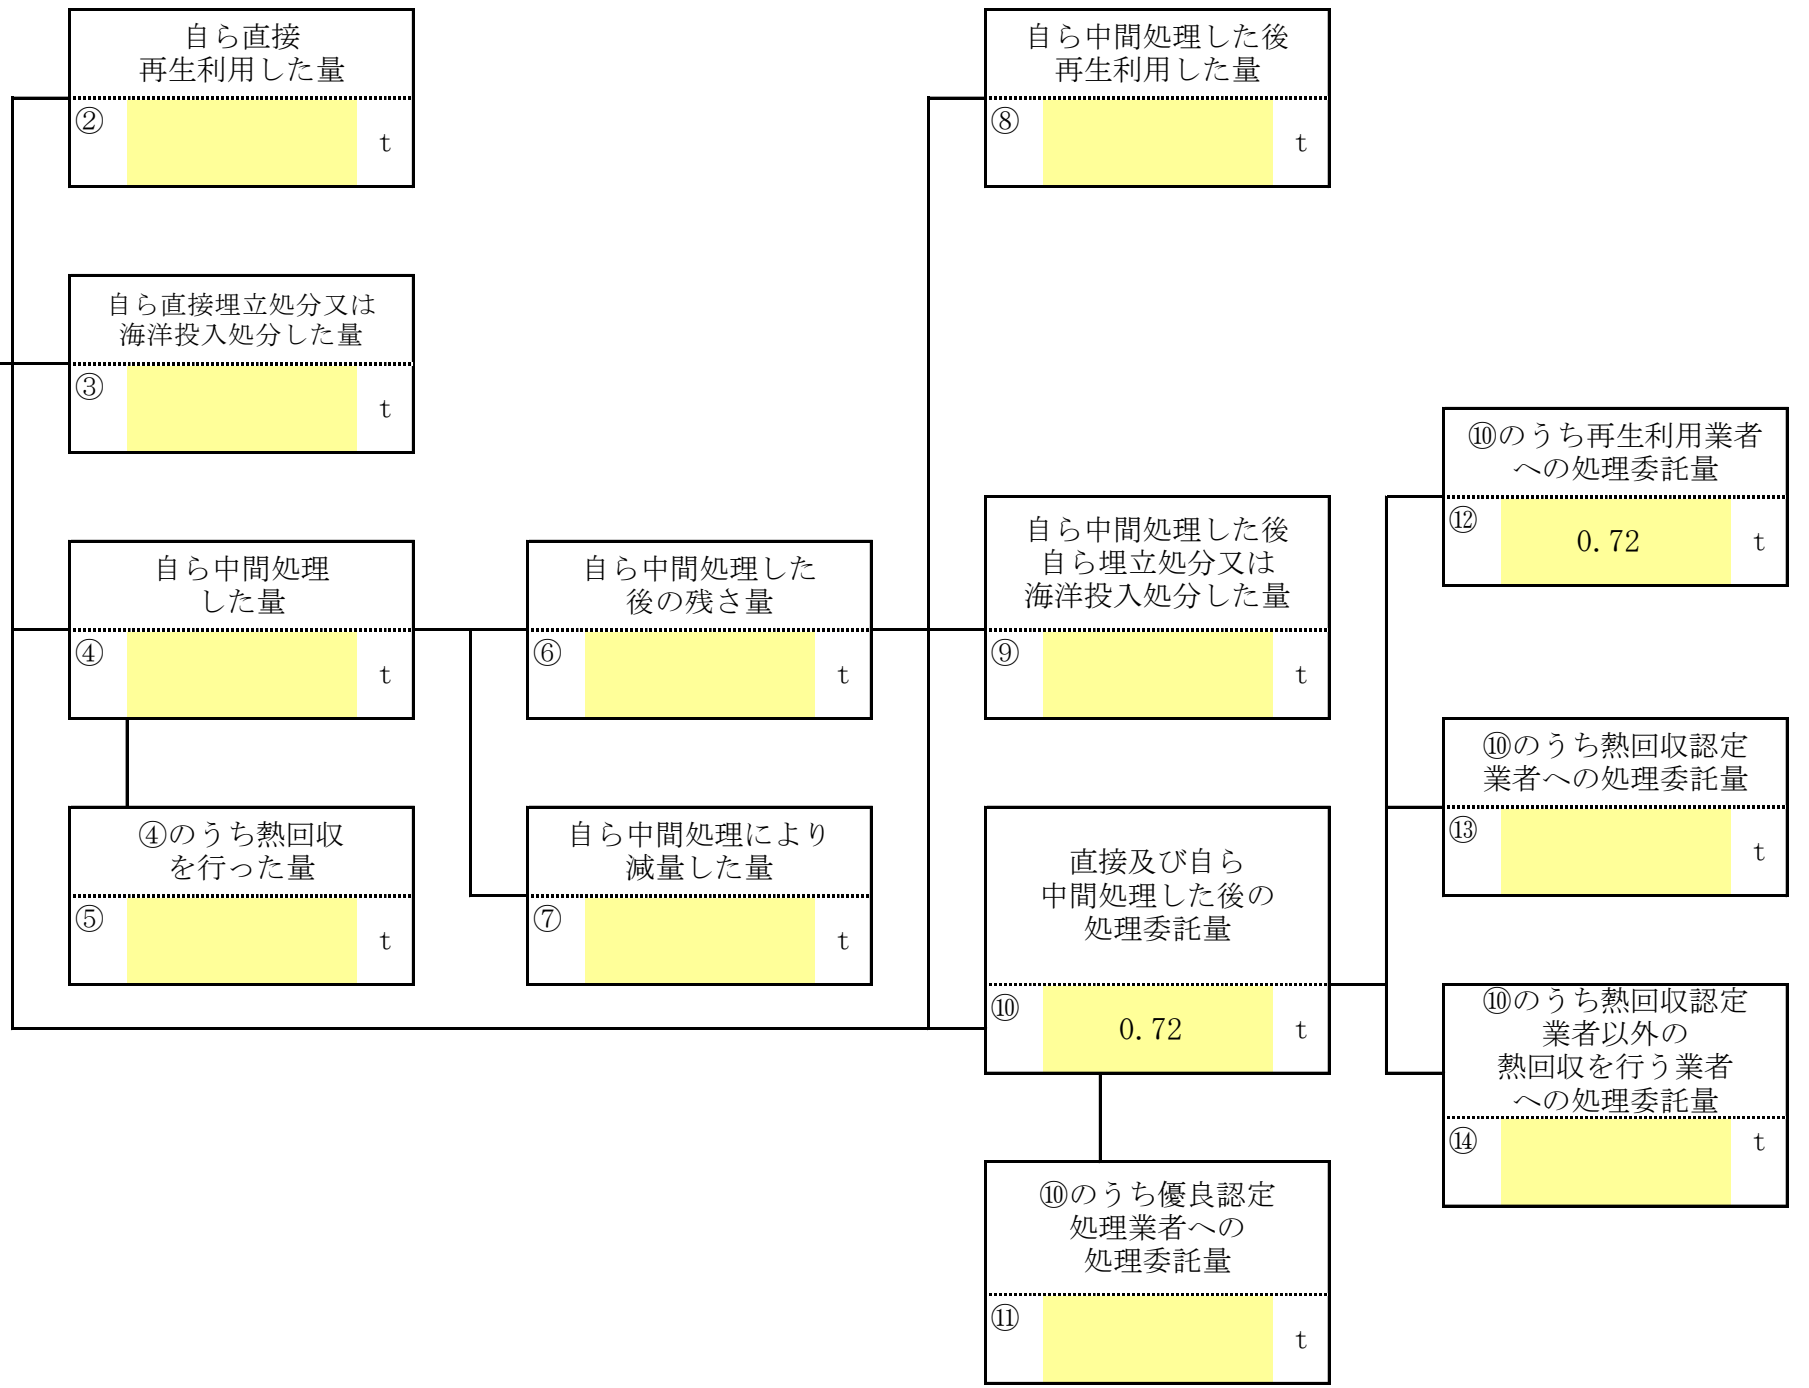 自ら直接
再生利用した量
②
t
自ら中間処理した後
再生利用した量
⑧
t
自ら直接埋立処分又は
海洋投入処分した量
③
t
⑩のうち再生利用業者
への処理委託量
⑫
0.72
t
自ら中間処理
した量
④
t
自ら中間処理した
後の残さ量
⑥
t
自ら中間処理した後
自ら埋立処分又は
海洋投入処分した量
⑨
t
⑩のうち熱回収認定
業者への処理委託量
⑬
t
④のうち熱回収
を行った量
⑤
t
自ら中間処理により
減量した量
⑦
t
直接及び自ら
中間処理した後の
処理委託量
⑩
0.72
t
⑩のうち熱回収認定
業者以外の
熱回収を行う業者
への処理委託量
⑭
t
⑩のうち優良認定
処理業者への
処理委託量
⑪
t